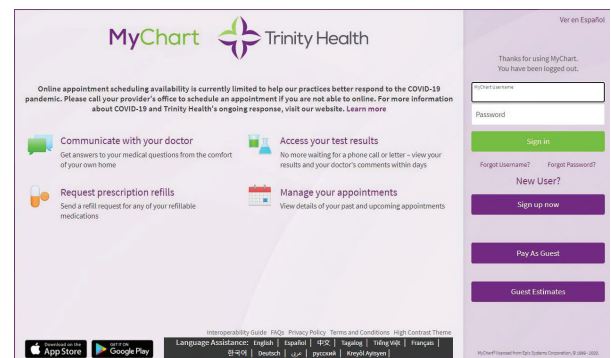 Ver en Español
MyChart Trinity Health
Thanks for using MyChart.
You have been logged out.
Online appointment scheduling availability is currently limited to help our practices better respond to the COVID-19
pandemic. Please call your provider's office to schedule an appointment if you are not able to online. For more information
about COVID-19 and Trinity Health's ongoing response, visit our website. Learn more
MyChart Username
Password
Sign in
Forgot Username? Forgot Password?
New User?
Sign up now
Pay As Guest
Guest Estimates
Communicate with your doctor
Get answers to your medical questions from the comfort
of your own home
Access your test results
No more waiting for a phone call or letter – view your
results and your doctor's comments within days
Request prescription refills
Send a refill request for any of your refillable
medications
Manage your appointments
View details of your past and upcoming appointments
Interoperability Guide FAQs Privacy Policy Terms and Conditions High Contrast Theme
Download on the
App Store
GET IT ON
Google Play
Language Assistance: English | Español | 中文 | Tagalog | Tiếng Việt | Français |
한국어 | Deutsch | عربى | русский | Kreyòl Ayisyen |
MyChart® licensed from Epic Systems Corporation, © 1999 - 2020.